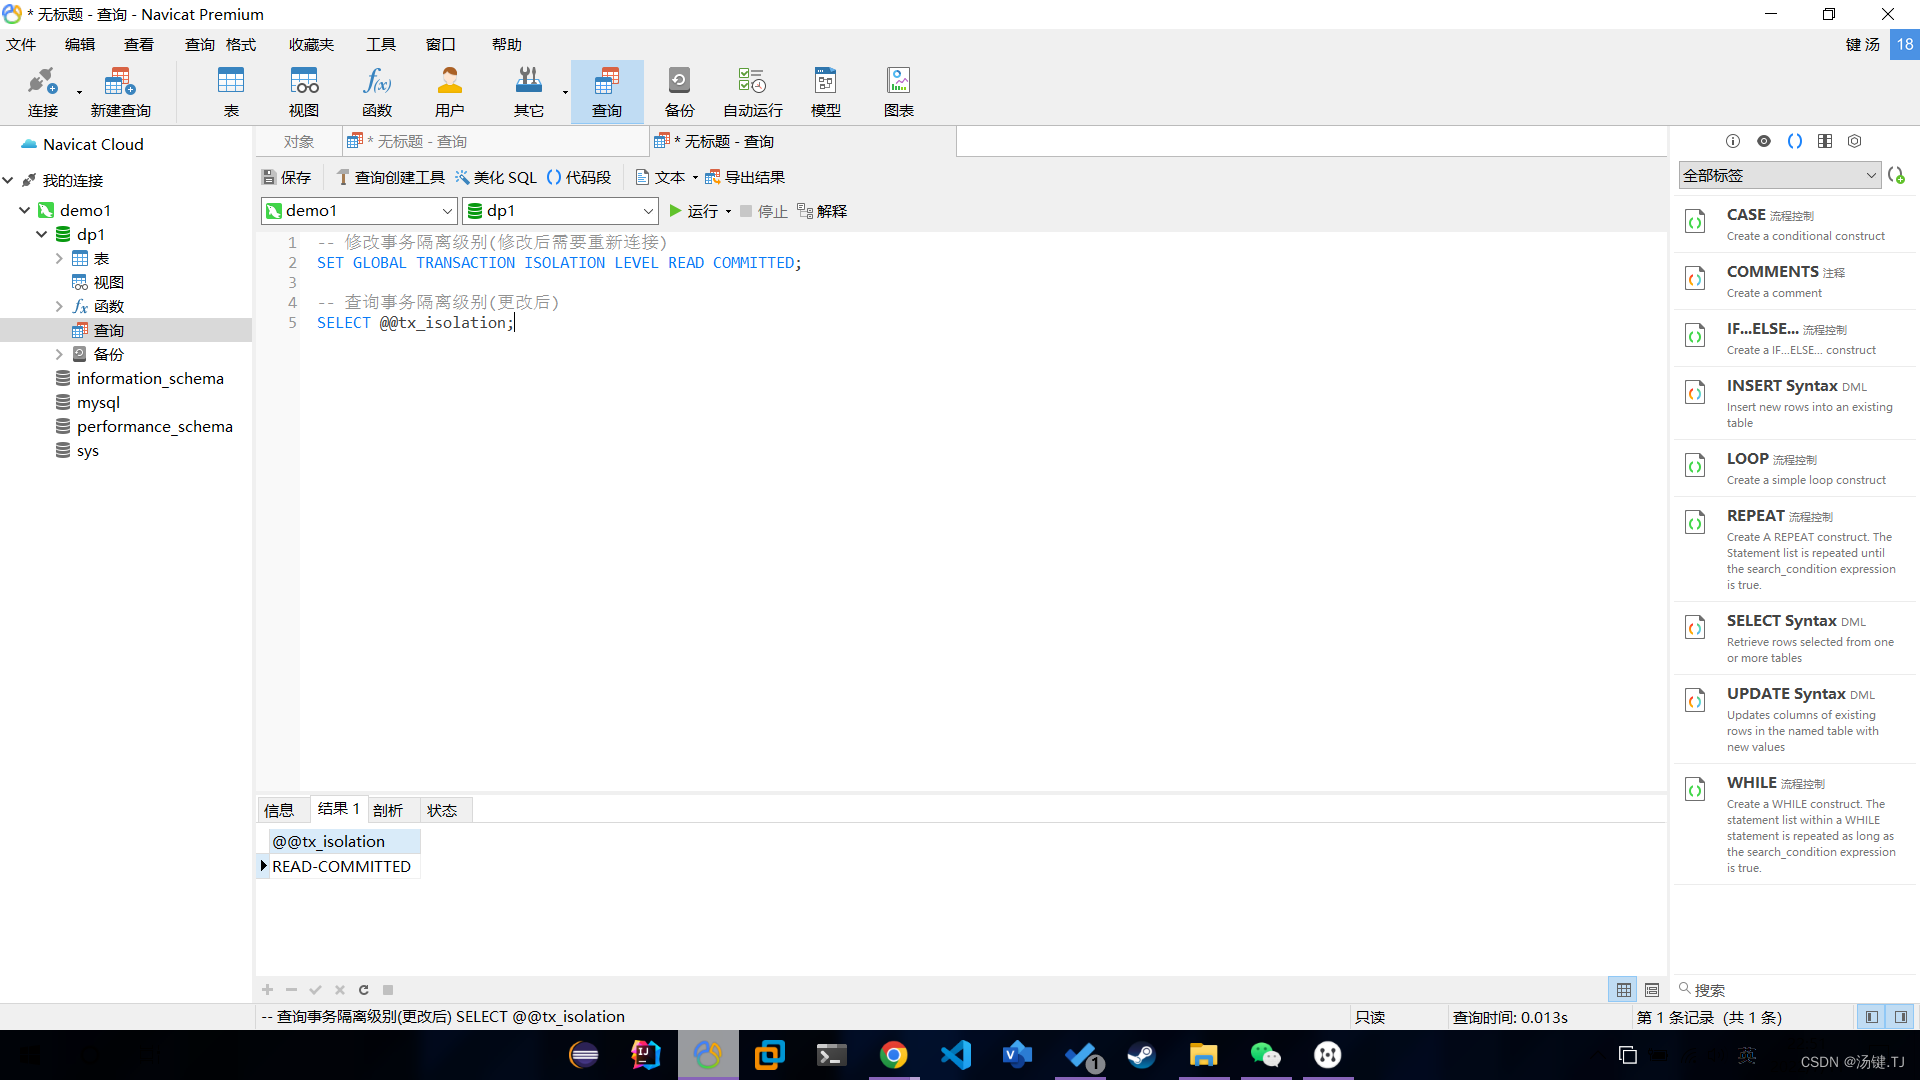 * 无标题 - 查询 - Navicat Premium
文件 编辑 查看 查询 格式 收藏夹 工具 窗口 帮助 键 汤 18
连接 新建查询 表 视图 函数 用户 其它 查询 备份 自动运行 模型 图表
Navicat Cloud
我的连接
demo1
dp1
表
视图
函数
查询
备份
information_schema
mysql
performance_schema
sys
对象 * 无标题 - 查询 * 无标题 - 查询
保存 查询创建工具 美化 SQL 代码段 文本 导出结果
demo1 dp1 运行 停止 解释
1 -- 修改事务隔离级别(修改后需要重新连接)
2 SET GLOBAL TRANSACTION ISOLATION LEVEL READ COMMITTED;
3
4 -- 查询事务隔离级别(更改后)
5 SELECT @@tx_isolation;
信息 结果 1 剖析 状态
@@tx_isolation
READ-COMMITTED
全部标签
CASE 流程控制
Create a conditional construct
COMMENTS 注释
Create a comment
IF...ELSE... 流程控制
Create a IF...ELSE... construct
INSERT Syntax DML
Insert new rows into an existing
table
LOOP 流程控制
Create a simple loop construct
REPEAT 流程控制
Create A REPEAT construct. The
Statement list is repeated until
the search_condition expression
is true.
SELECT Syntax DML
Retrieve rows selected from one
or more tables
UPDATE Syntax DML
Updates columns of existing
rows in the named table with
new values
WHILE 流程控制
Create a WHILE construct. The
statement list within a WHILE
statement is repeated as long as
the search_condition expression
is true.
搜索
-- 查询事务隔离级别(更改后) SELECT @@tx_isolation 只读 查询时间: 0.013s 第 1 条记录 (共 1 条)
1
英
CSDN @汤键.TJ